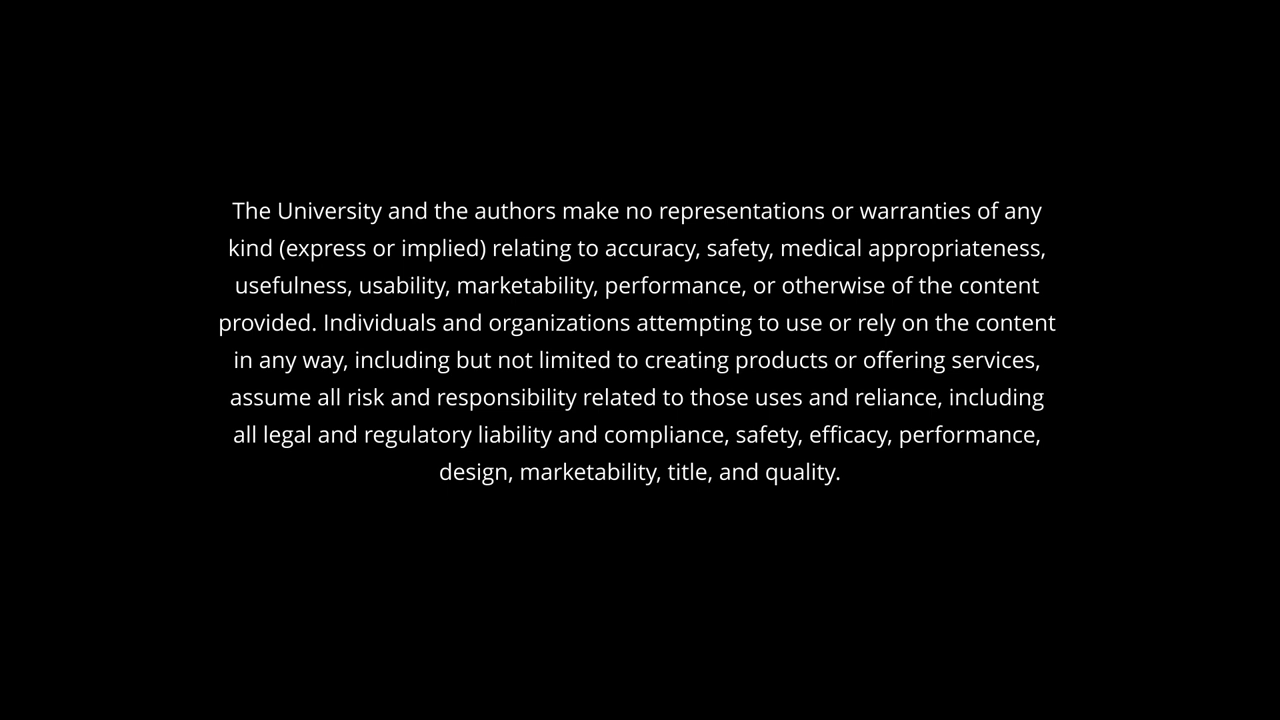 The University and the authors make no representations or warranties of any
kind (express or implied) relating to accuracy, safety, medical appropriateness,
usefulness, usability, marketability, performance, or otherwise of the content
provided. Individuals and organizations attempting to use or rely on the content
in any way, including but not limited to creating products or offering services,
assume all risk and responsibility related to those uses and reliance, including
all legal and regulatory liability and compliance, safety, efficacy, performance,
design, marketability, title, and quality.